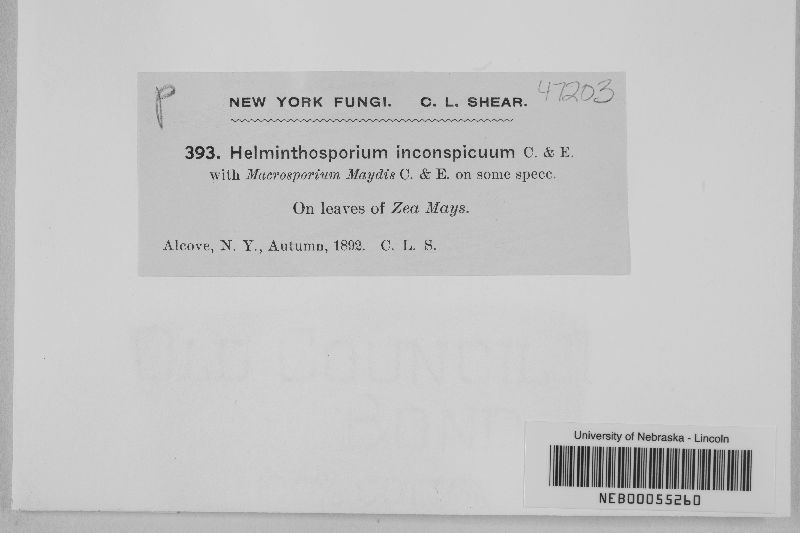 P
47203
NEW YORK FUNGI. C. L. SHEAR.
393. Helminthosporium inconspicuum C. & E.
with Macrosporium Maydis C. & E. on some specc.
On leaves of Zea Mays.
Alcove, N. Y., Autumn, 1892. C. L. S.
University of Nebraska - Lincoln
NEB00055260